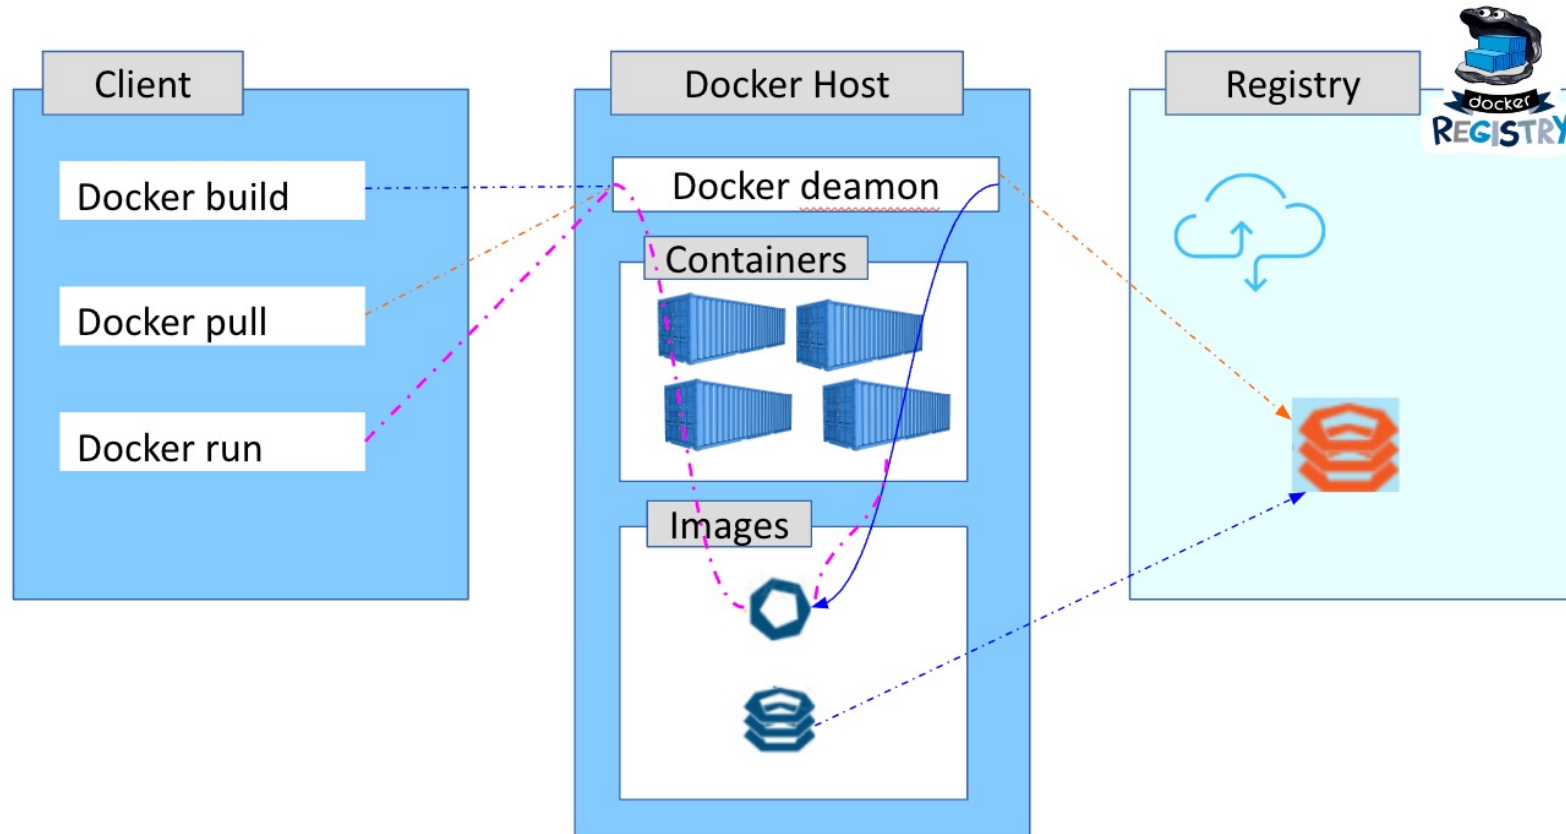 Client
Docker build
Docker pull
Docker run
Docker Host
Docker deamon
Containers
Images
Registry
docker
REGISTRY